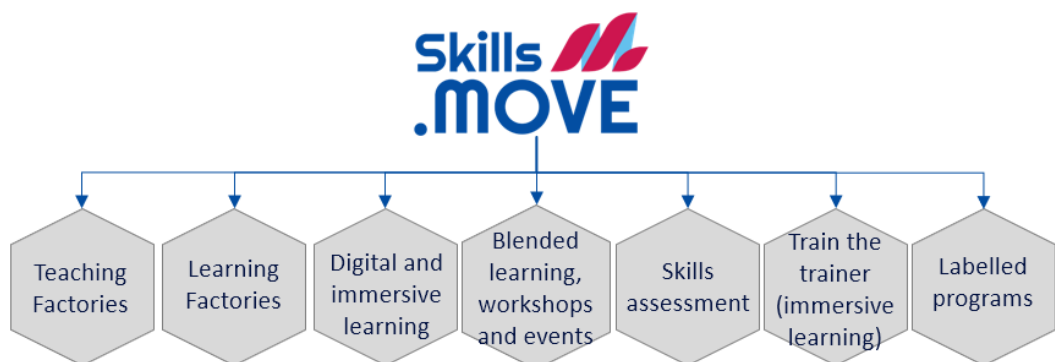 Skills
.MOVE
Teaching
Factories
Learning
Factories
Digital and
immersive
learning
Blended
learning,
workshops
and events
Skills
assessment
Train the
trainer
(immersive
learning)
Labelled
programs